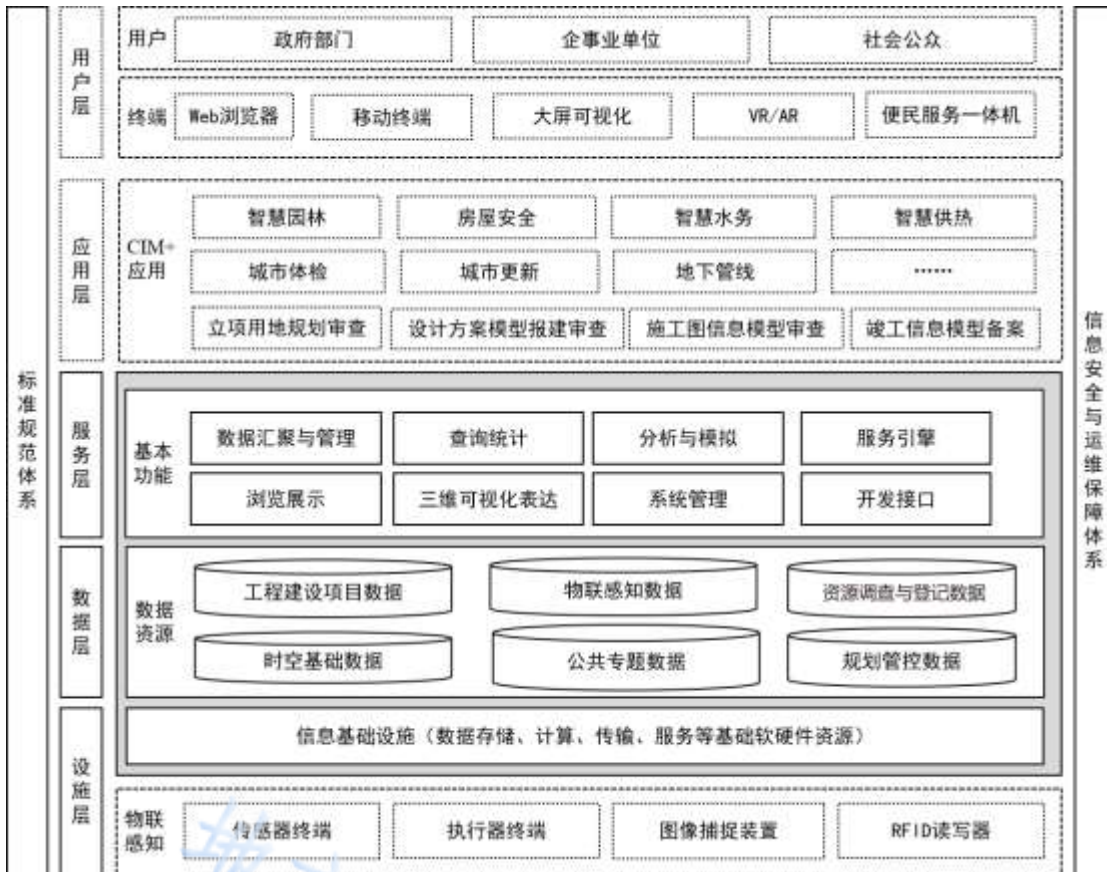 标准规范体系
用户层
用户
政府部门
企事业单位
社会公众
终端
Web浏览器
移动终端
大屏可视化
VR/AR
便民服务一体机
应用层
CIM+
应用
智慧园林
房屋安全
智慧水务
智慧供热
城市体检
城市更新
地下管线
……
立项用地规划审查
设计方案模型报建审查
施工图信息模型审查
竣工信息模型备案
服务层
基本
功能
数据汇聚与管理
查询统计
分析与模拟
服务引擎
浏览展示
三维可视化表达
系统管理
开发接口
数据层
数据
资源
工程建设项目数据
物联感知数据
资源调查与登记数据
时空基础数据
公共专题数据
规划管控数据
设施层
信息基础设施（数据存储、计算、传输、服务等基础软硬件资源）
物联
感知
传感器终端
执行器终端
图像捕捉装置
RFID读写器
信息安全与运维保障体系